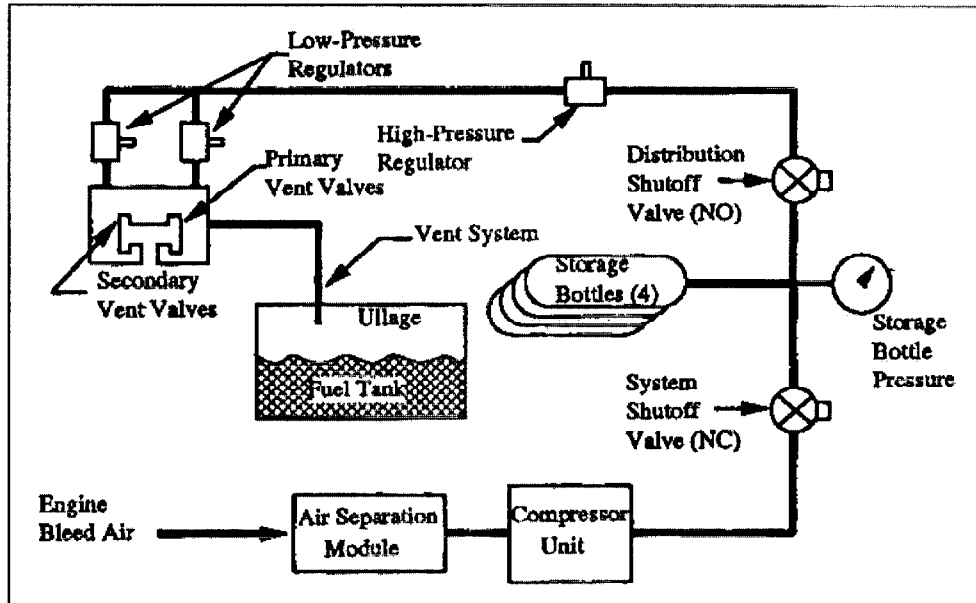 Low-Pressure
Regulators
High-Pressure
Regulator
Primary
Vent Valves
Distribution
Shutoff
Valve (NO)
Vent System
Secondary
Vent Valves
Storage
Bottles (4)
Ullage
Fuel Tank
Storage
Bottle
Pressure
System
Shutoff
Valve (NC)
Engine
Bleed Air
Air Separation
Module
Compressor
Unit